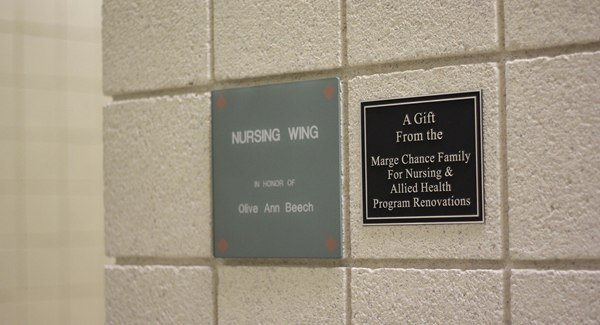 NURSING WING
IN HONOR OF
Olive Ann Beech
A Gift
From the
Marge Chance Family
For Nursing &
Allied Health
Program Renovations